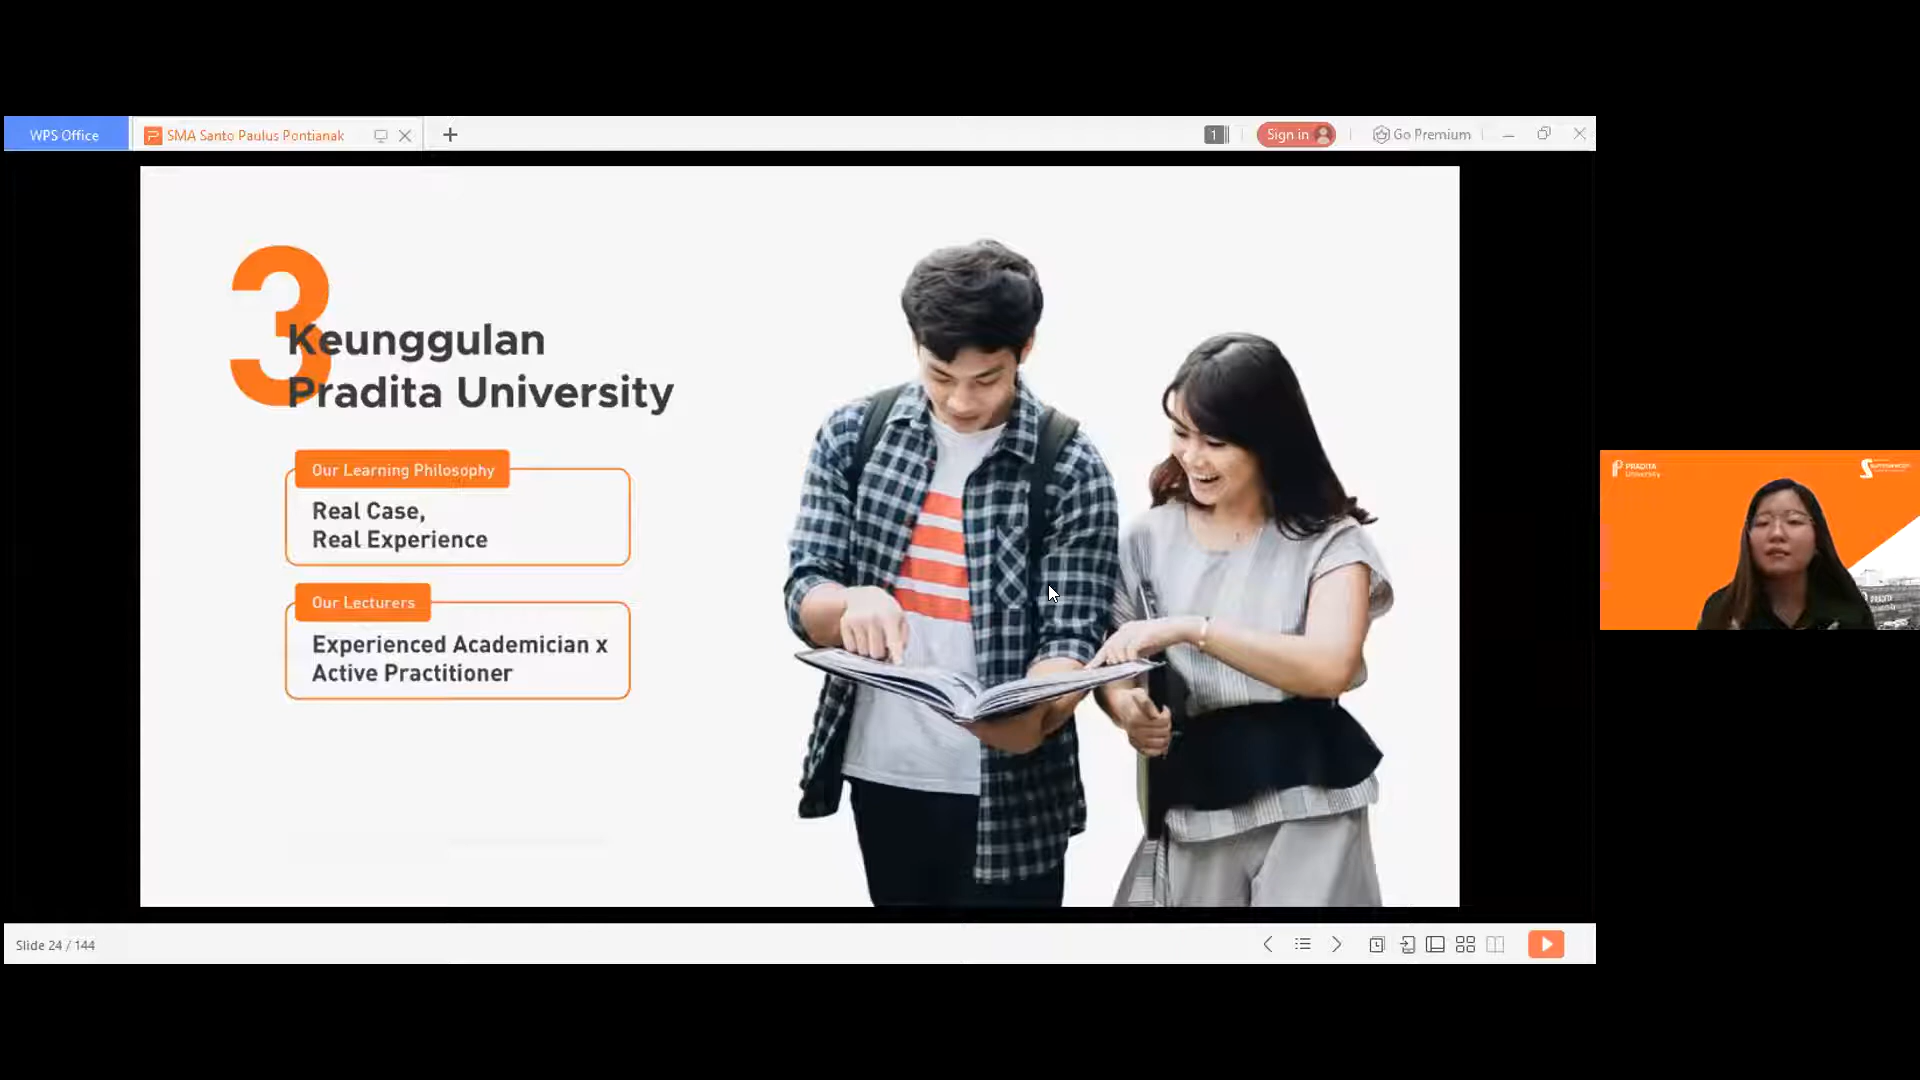 WPS Office
SMA Santo Paulus Pontianak
1
Sign in
Go Premium
3
Keunggulan
Pradita University
Our Learning Philosophy
Real Case,
Real Experience
Our Lecturers
Experienced Academician x
Active Practitioner
PRADITA
University
Slide 24 / 144